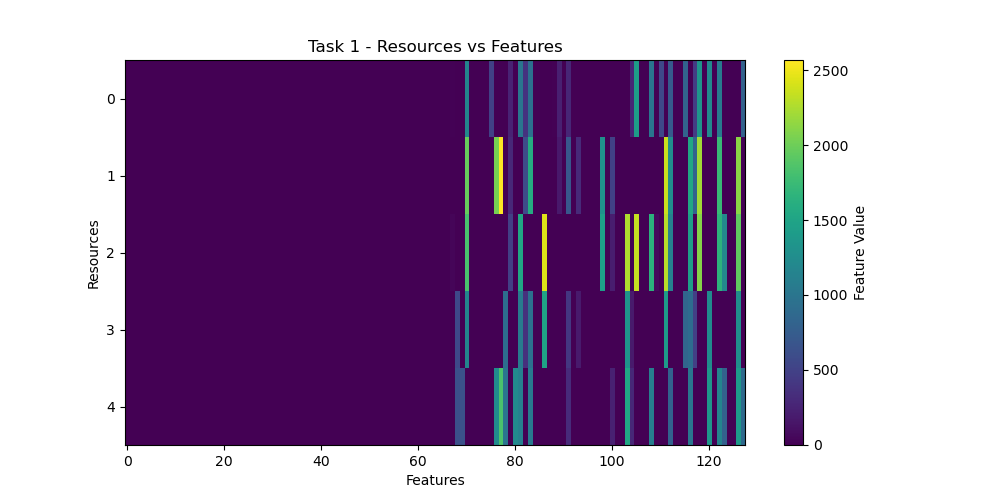 Task 1 - Resources vs Features
0
1
2
3
4
Resources
0 20 40 60 80 100 120
Features
2500
2000
1500
1000
500
0
Feature Value